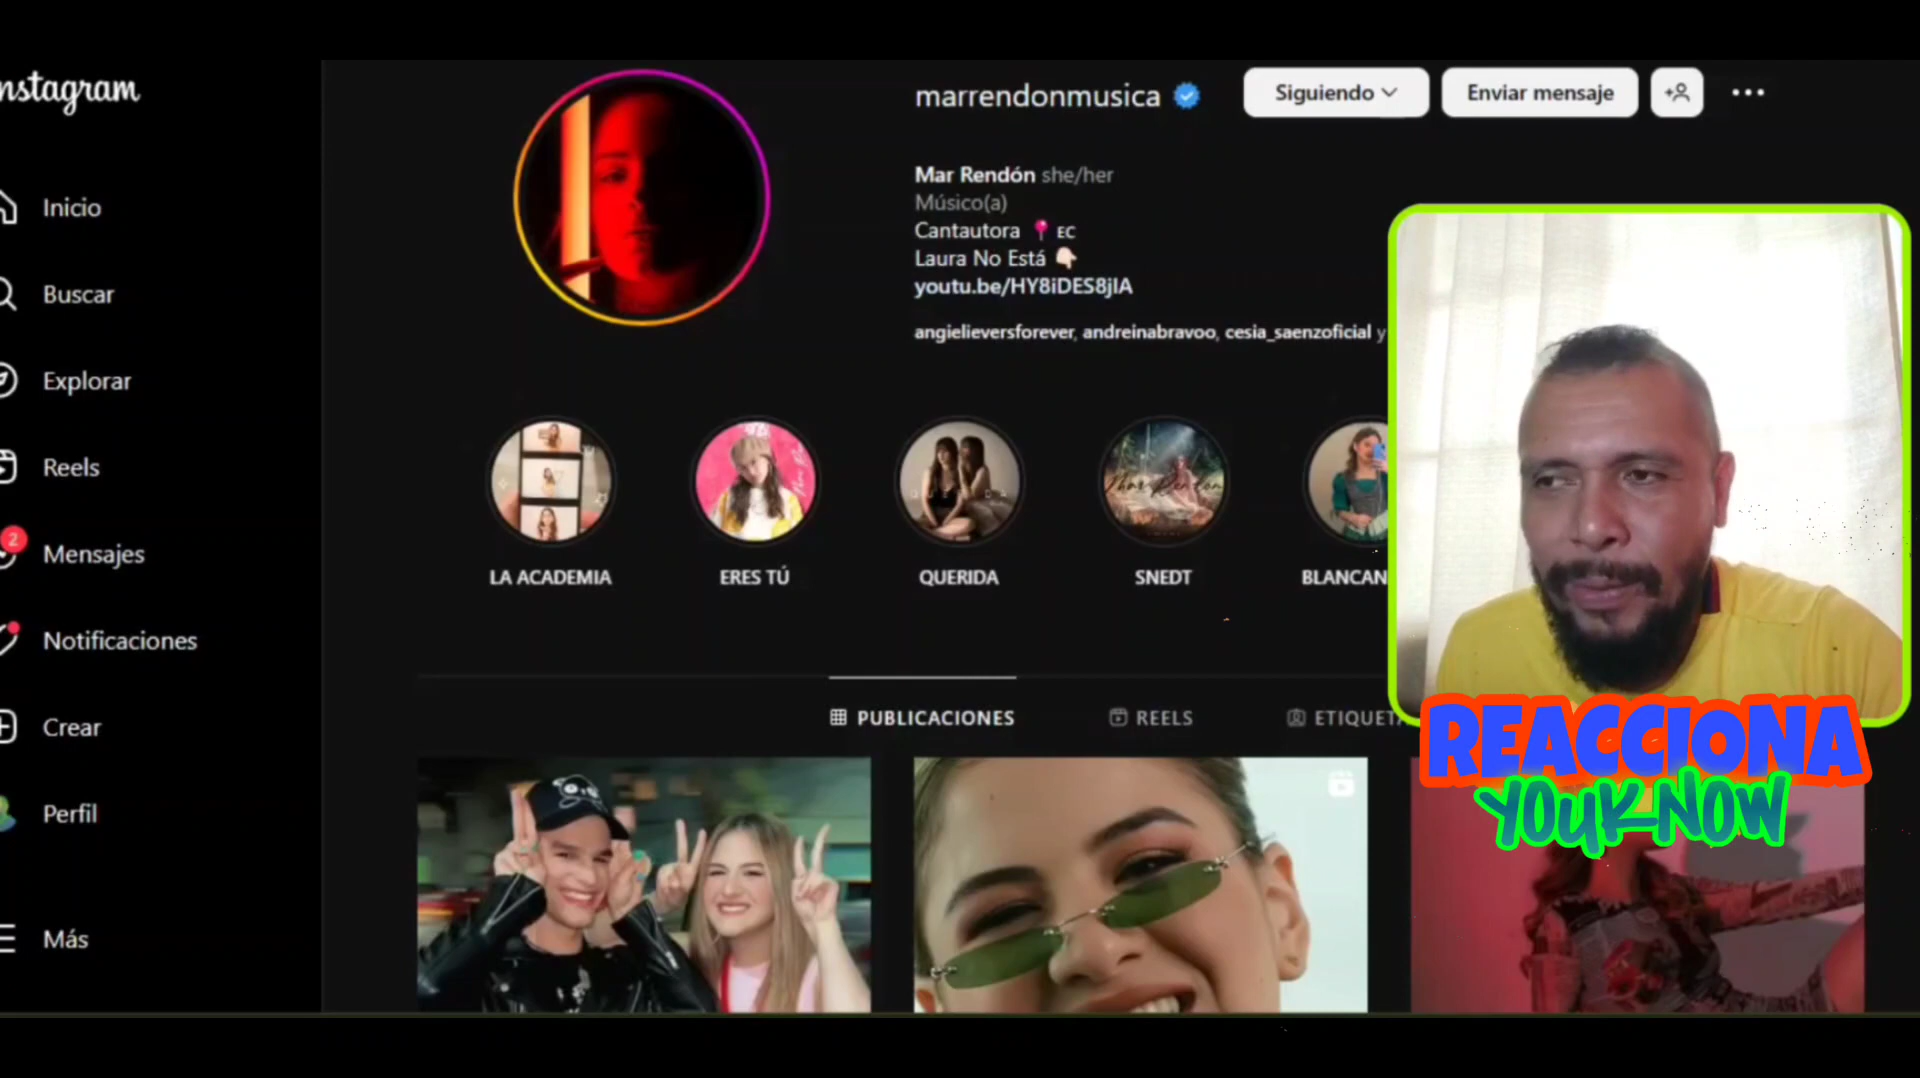 Instagram
Inicio
Buscar
Explorar
Reels
2
Mensajes
Notificaciones
Crear
Perfil
Más
marrendonmusica
Siguiendo
Enviar mensaje
Mar Rendón she/her
Músico(a)
Cantautora 📍 EC
Laura No Está 👇🏻
youtu.be/HY8iDES8jIA
angielieversforever, andreinabravoo, cesia_saenzoficial y
LA ACADEMIA
ERES TÚ
QUERIDA
SNEDT
BLANCAN
PUBLICACIONES
REELS
ETIQUETA
REACCIONA
YOUKNOW